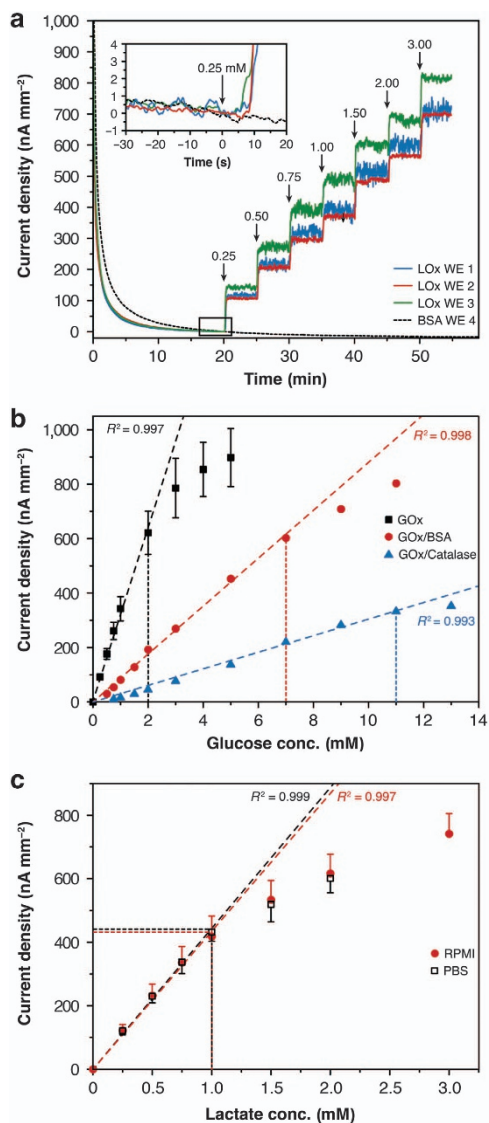 a
1,000
900
800
700
600
500
400
300
200
100
0
Current density (nA mm⁻²)
0 10 20 30 40 50 60
Time (min)
4
3
2
1
0
−1
−30 −20 −10 0 10 20
Time (s)
0.25 mM
0.25
0.50
0.75
1.00
1.50
2.00
3.00
LOx WE 1
LOx WE 2
LOx WE 3
BSA WE 4
b
1,000
800
600
400
200
0
Current density (nA mm⁻²)
R² = 0.997
R² = 0.998
R² = 0.993
GOx
GOx/BSA
GOx/Catalase
0 2 4 6 8 10 12 14
Glucose conc. (mM)
c
800
600
400
200
0
Current density (nA mm⁻²)
R² = 0.999 R² = 0.997
RPMI
PBS
0 0.5 1.0 1.5 2.0 2.5 3.0
Lactate conc. (mM)